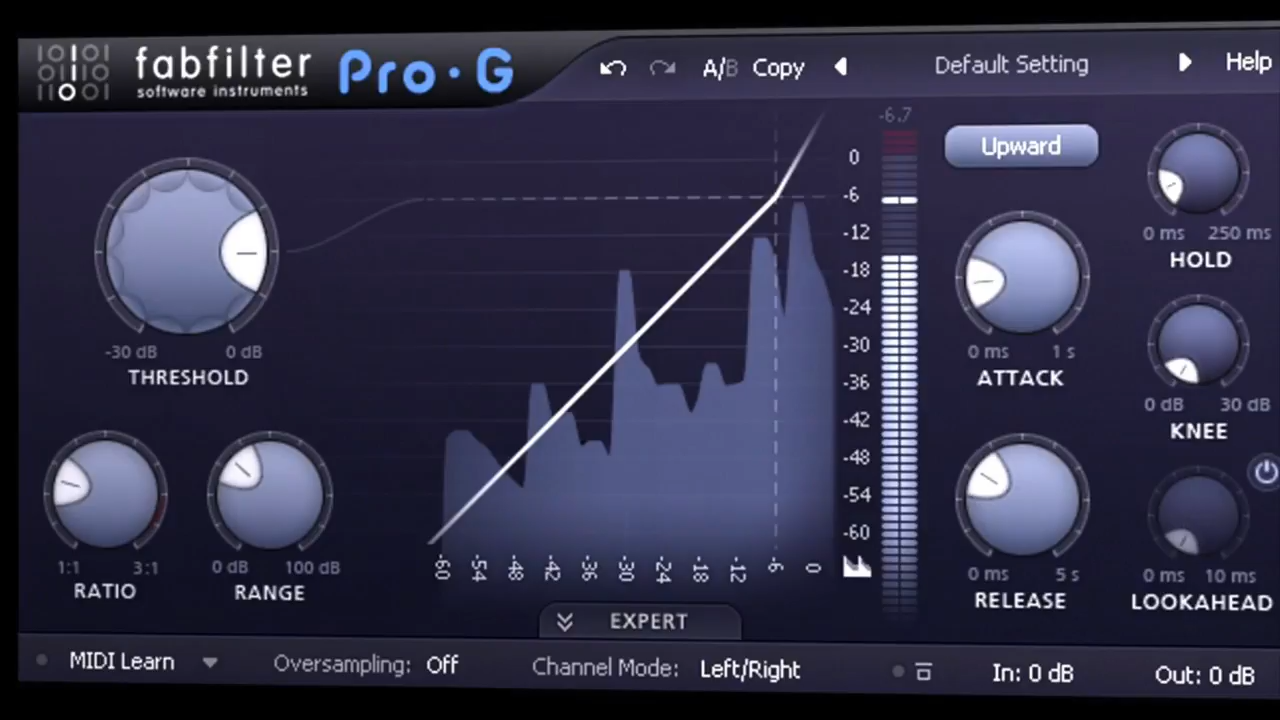 fabfilter
software instruments
Pro·G
A/B Copy
Default Setting
Help
-6.7
Upward
0
-6
-12
-18
-24
-30
-36
-42
-48
-54
-60
-30 dB 0 dB
THRESHOLD
1:1 3:1
RATIO
0 dB 100 dB
RANGE
-60 -54 -48 -42 -36 -30 -24 -18 -12 -6 0
EXPERT
0 ms 1 s
ATTACK
0 ms 5 s
RELEASE
0 ms 250 ms
HOLD
0 dB 30 dB
KNEE
0 ms 10 ms
LOOKAHEAD
MIDI Learn
Oversampling: Off
Channel Mode: Left/Right
In: 0 dB
Out: 0 dB